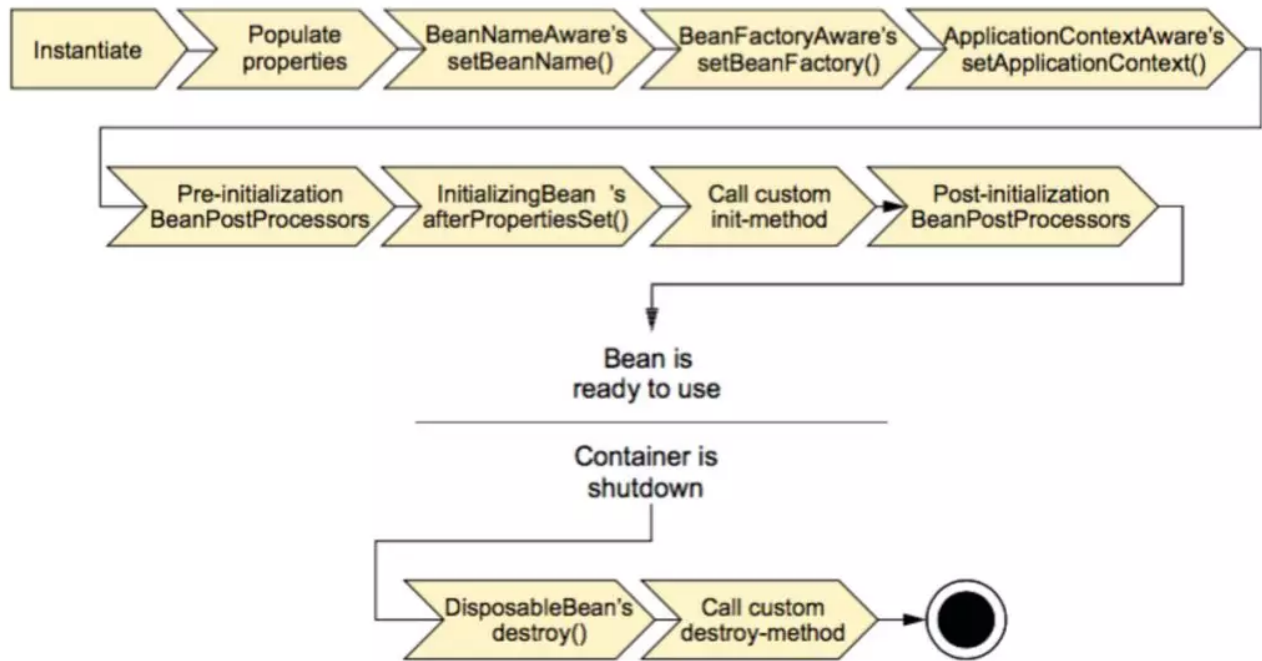 Instantiate
Populate
properties
BeanNameAware's
setBeanName()
BeanFactoryAware's
setBeanFactory()
ApplicationContextAware's
setApplicationContext()
Pre-initialization
BeanPostProcessors
InitializingBean 's
afterPropertiesSet()
Call custom
init-method
Post-initialization
BeanPostProcessors
Bean is
ready to use
Container is
shutdown
DisposableBean's
destroy()
Call custom
destroy-method